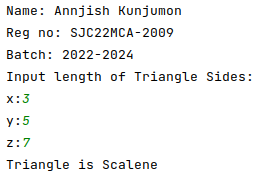 Name: Annjish Kunjumon
Reg no: SJC22MCA-2009
Batch: 2022-2024
Input length of Triangle Sides:
x:3
y:5
z:7
Triangle is Scalene